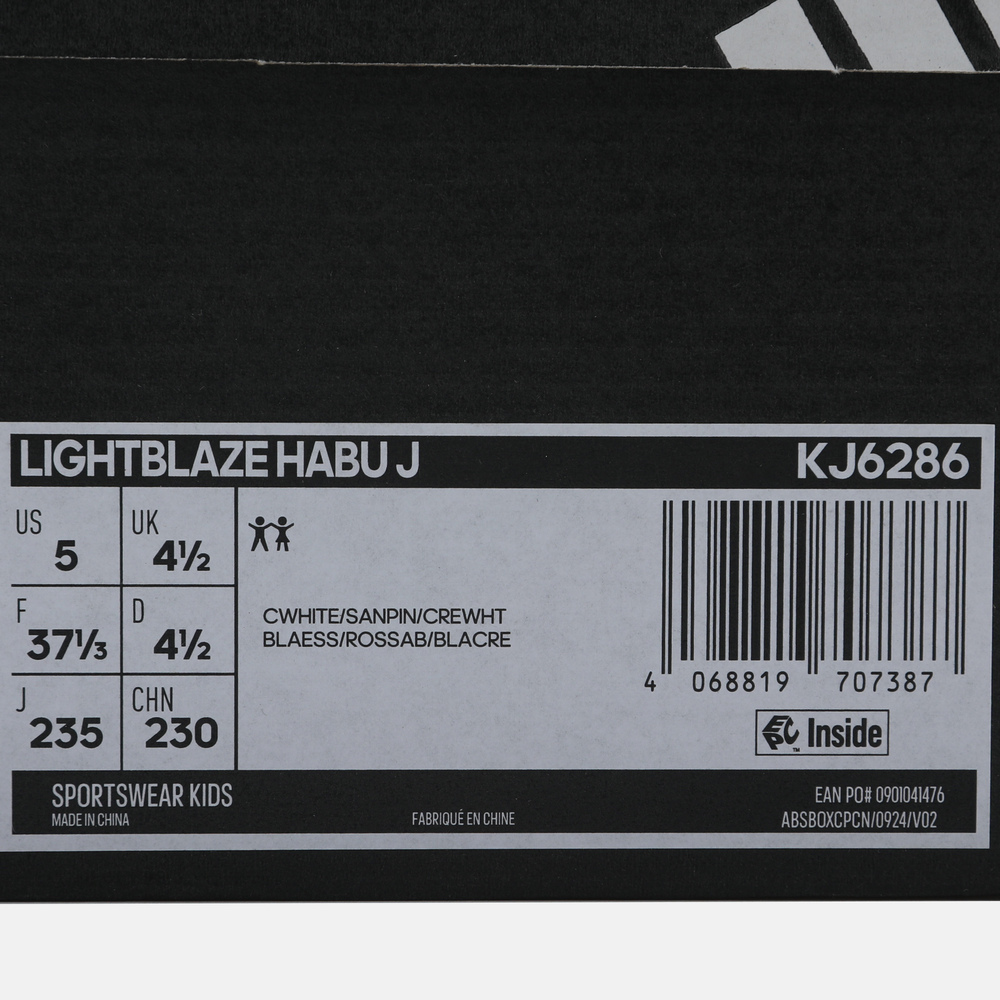 LIGHTBLAZE HABU J KJ6286
US 5
UK 4½
F 37⅓
D 4½
J 235
CHN 230
CWHITE/SANPIN/CREWHT
BLAESS/ROSSAB/BLACRE
4 068819 707387
EPC™ Inside
SPORTSWEAR KIDS
MADE IN CHINA
FABRIQUÉ EN CHINE
EAN PO# 0901041476
ABSBOXCPCN/0924/V02